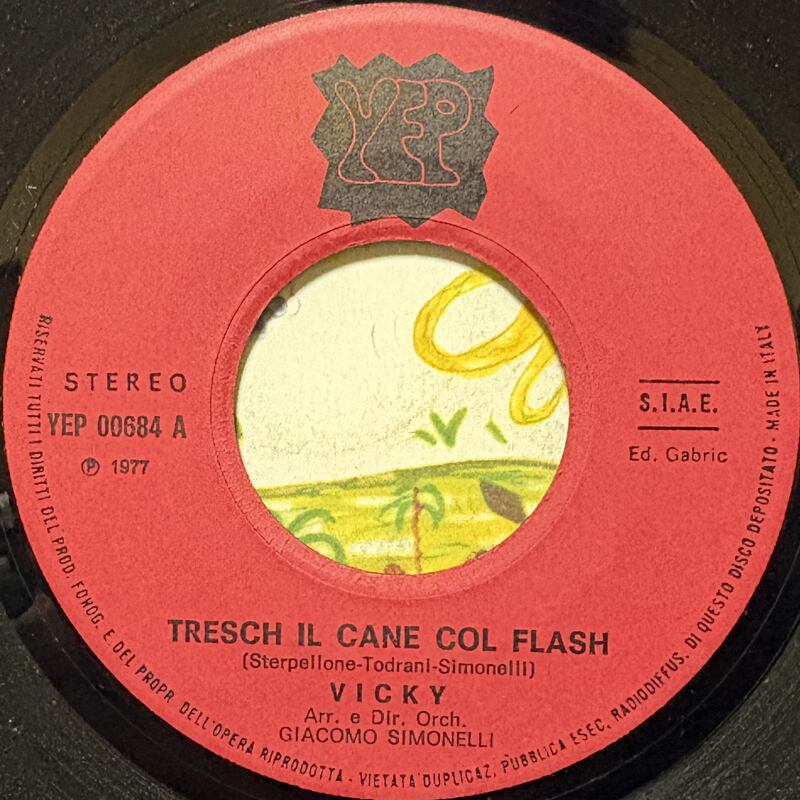 YEP
STEREO
YEP 00684 A
℗ 1977
S.I.A.E.
Ed. Gabric
TRESCH IL CANE COL FLASH
(Sterpellone-Todrani-Simonelli)
VICKY
Arr. e Dir. Orch.
GIACOMO SIMONELLI
RISERVATI TUTTI I DIRITTI DEL PROD. FONOG. E DEL PROPR. DELL'OPERA RIPRODOTTA - VIETATA DUPLICAZ. PUBBLICA ESEC. RADIODIFFUS. DI QUESTO DISCO DEPOSITATO - MADE IN ITALY